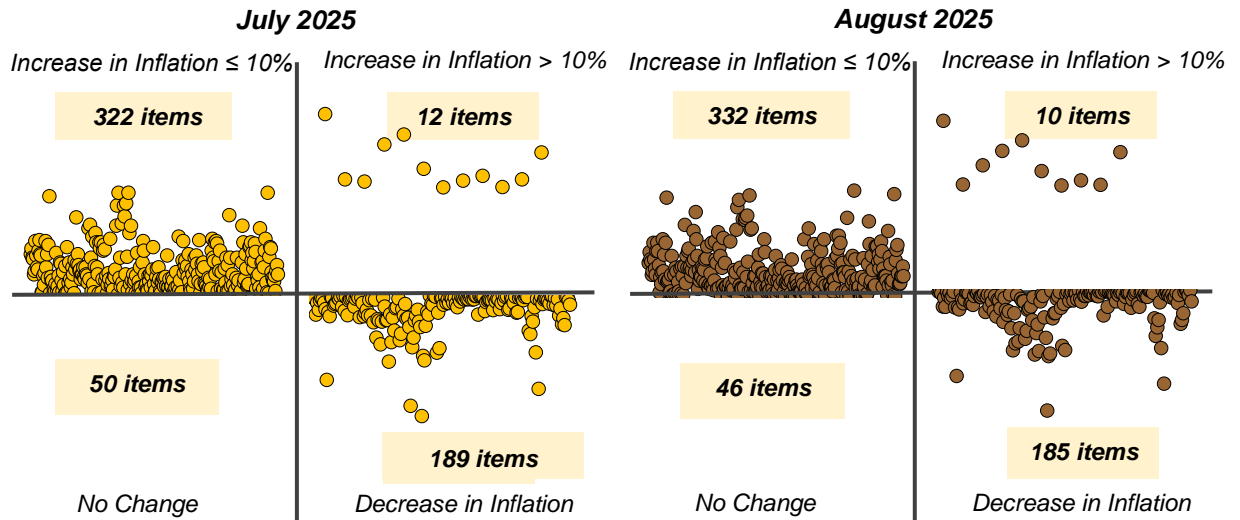 July 2025
Increase in Inflation ≤ 10%
Increase in Inflation > 10%
322 items
12 items
50 items
189 items
No Change
Decrease in Inflation
August 2025
Increase in Inflation ≤ 10%
Increase in Inflation > 10%
332 items
10 items
46 items
185 items
No Change
Decrease in Inflation